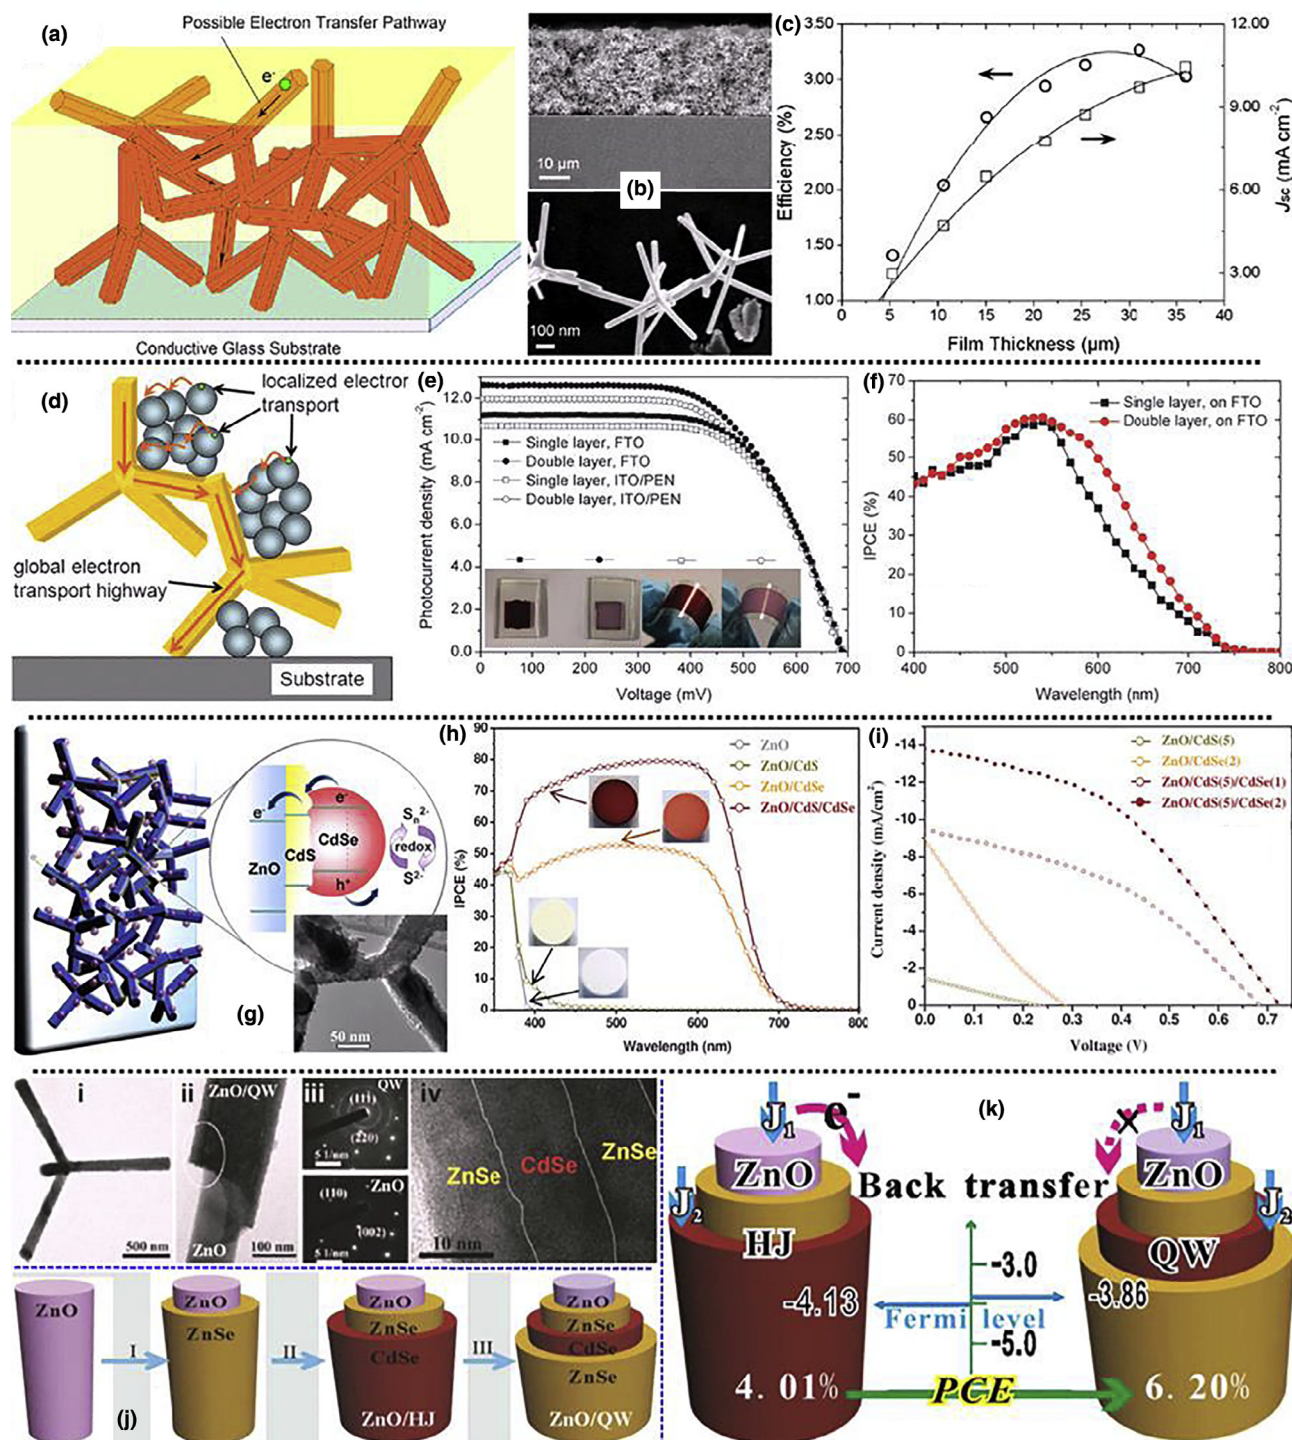 (a)
Possible Electron Transfer Pathway
e-
Conductive Glass Substrate
(b)
10 µm
100 nm
(c)
Efficiency (%)
3.50
3.00
2.50
2.00
1.50
1.00
12.00
9.00
6.00
3.00
Jsc (mA cm-2)
0 5 10 15 20 25 30 35 40
Film Thickness (µm)
(d)
localized electror
transport
global electron
transport highway
Substrate
(e)
Photocurrent density (mA cm-2)
12.0
10.0
8.0
6.0
4.0
2.0
0.0
Single layer, FTO
Double layer, FTO
Single layer, ITO/PEN
Double layer, ITO/PEN
0 100 200 300 400 500 600 700
Voltage (mV)
(f)
IPCE (%)
70
60
50
40
30
20
10
0
Single layer, on FTO
Double layer, on FTO
400 500 600 700 800
Wavelength (nm)
(g)
e-
e-
ZnO
CdS
CdSe
h+
Sn2-
redox
S2-
50 nm
(h)
IPCE (%)
90
80
70
60
50
40
30
20
10
0
ZnO
ZnO/CdS
ZnO/CdSe
ZnO/CdS/CdSe
400 500 600 700 800
Wavelength (nm)
(i)
Current density (mA/cm2)
-14
-12
-10
-8
-6
-4
-2
0
ZnO/CdS(5)
ZnO/CdSe(2)
ZnO/CdS(5)/CdSe(1)
ZnO/CdS(5)/CdSe(2)
0.0 0.1 0.2 0.3 0.4 0.5 0.6 0.7
Voltage (V)
i
500 nm
ii
ZnO/QW
ZnO
100 nm
iii
QW
(111)
(220)
5 1/nm
ZnO
(110)
(002)
5 1/nm
iv
ZnSe
CdSe
ZnSe
10 nm
(j)
ZnO
I
ZnO
ZnSe
II
ZnO
ZnSe
CdSe
ZnO/HJ
III
ZnO
ZnSe
CdSe
ZnSe
ZnO/QW
(k)
J1
e-
J1
ZnO
ZnO
Back transfer
J2
J2
HJ
QW
-3.0
-4.13
-3.86
Fermi level
-5.0
4. 01%
PCE
6. 20%